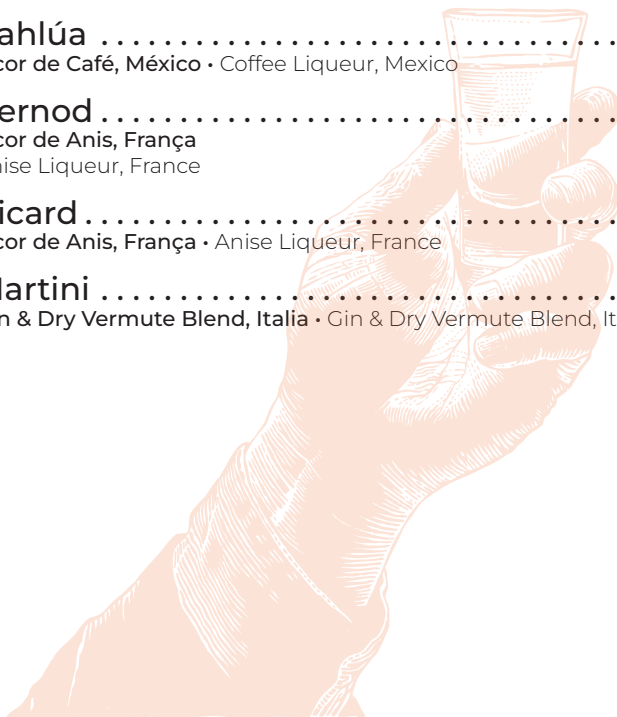 ahlúa ..............................
cor de Café, México • Coffee Liqueur, Mexico
ernod ..............................
cor de Anis, França
nise Liqueur, France
icard ...............................
cor de Anis, França • Anise Liqueur, France
Martini ..............................
n & Dry Vermute Blend, Italia • Gin & Dry Vermute Blend, It